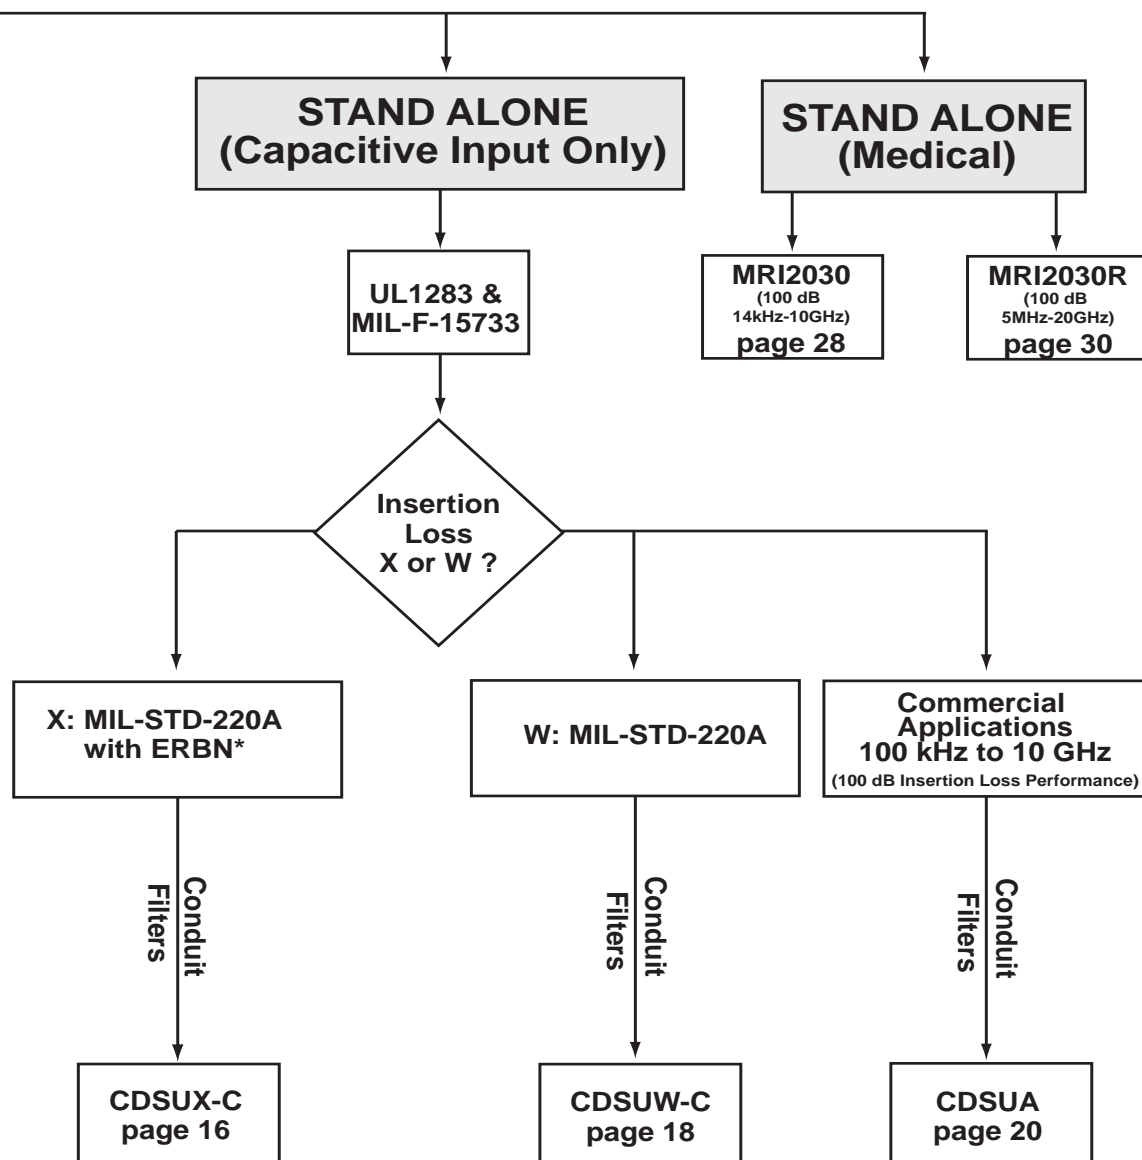 STAND ALONE
(Capacitive Input Only)
STAND ALONE
(Medical)
UL1283 &
MIL-F-15733
MRI2030
(100 dB
14kHz-10GHz)
page 28
MRI2030R
(100 dB
5MHz-20GHz)
page 30
Insertion
Loss
X or W ?
X: MIL-STD-220A
with ERBN*
W: MIL-STD-220A
Commercial
Applications
100 kHz to 10 GHz
(100 dB Insertion Loss Performance)
Conduit
Filters
Conduit
Filters
Conduit
Filters
CDSUX-C
page 16
CDSUW-C
page 18
CDSUA
page 20